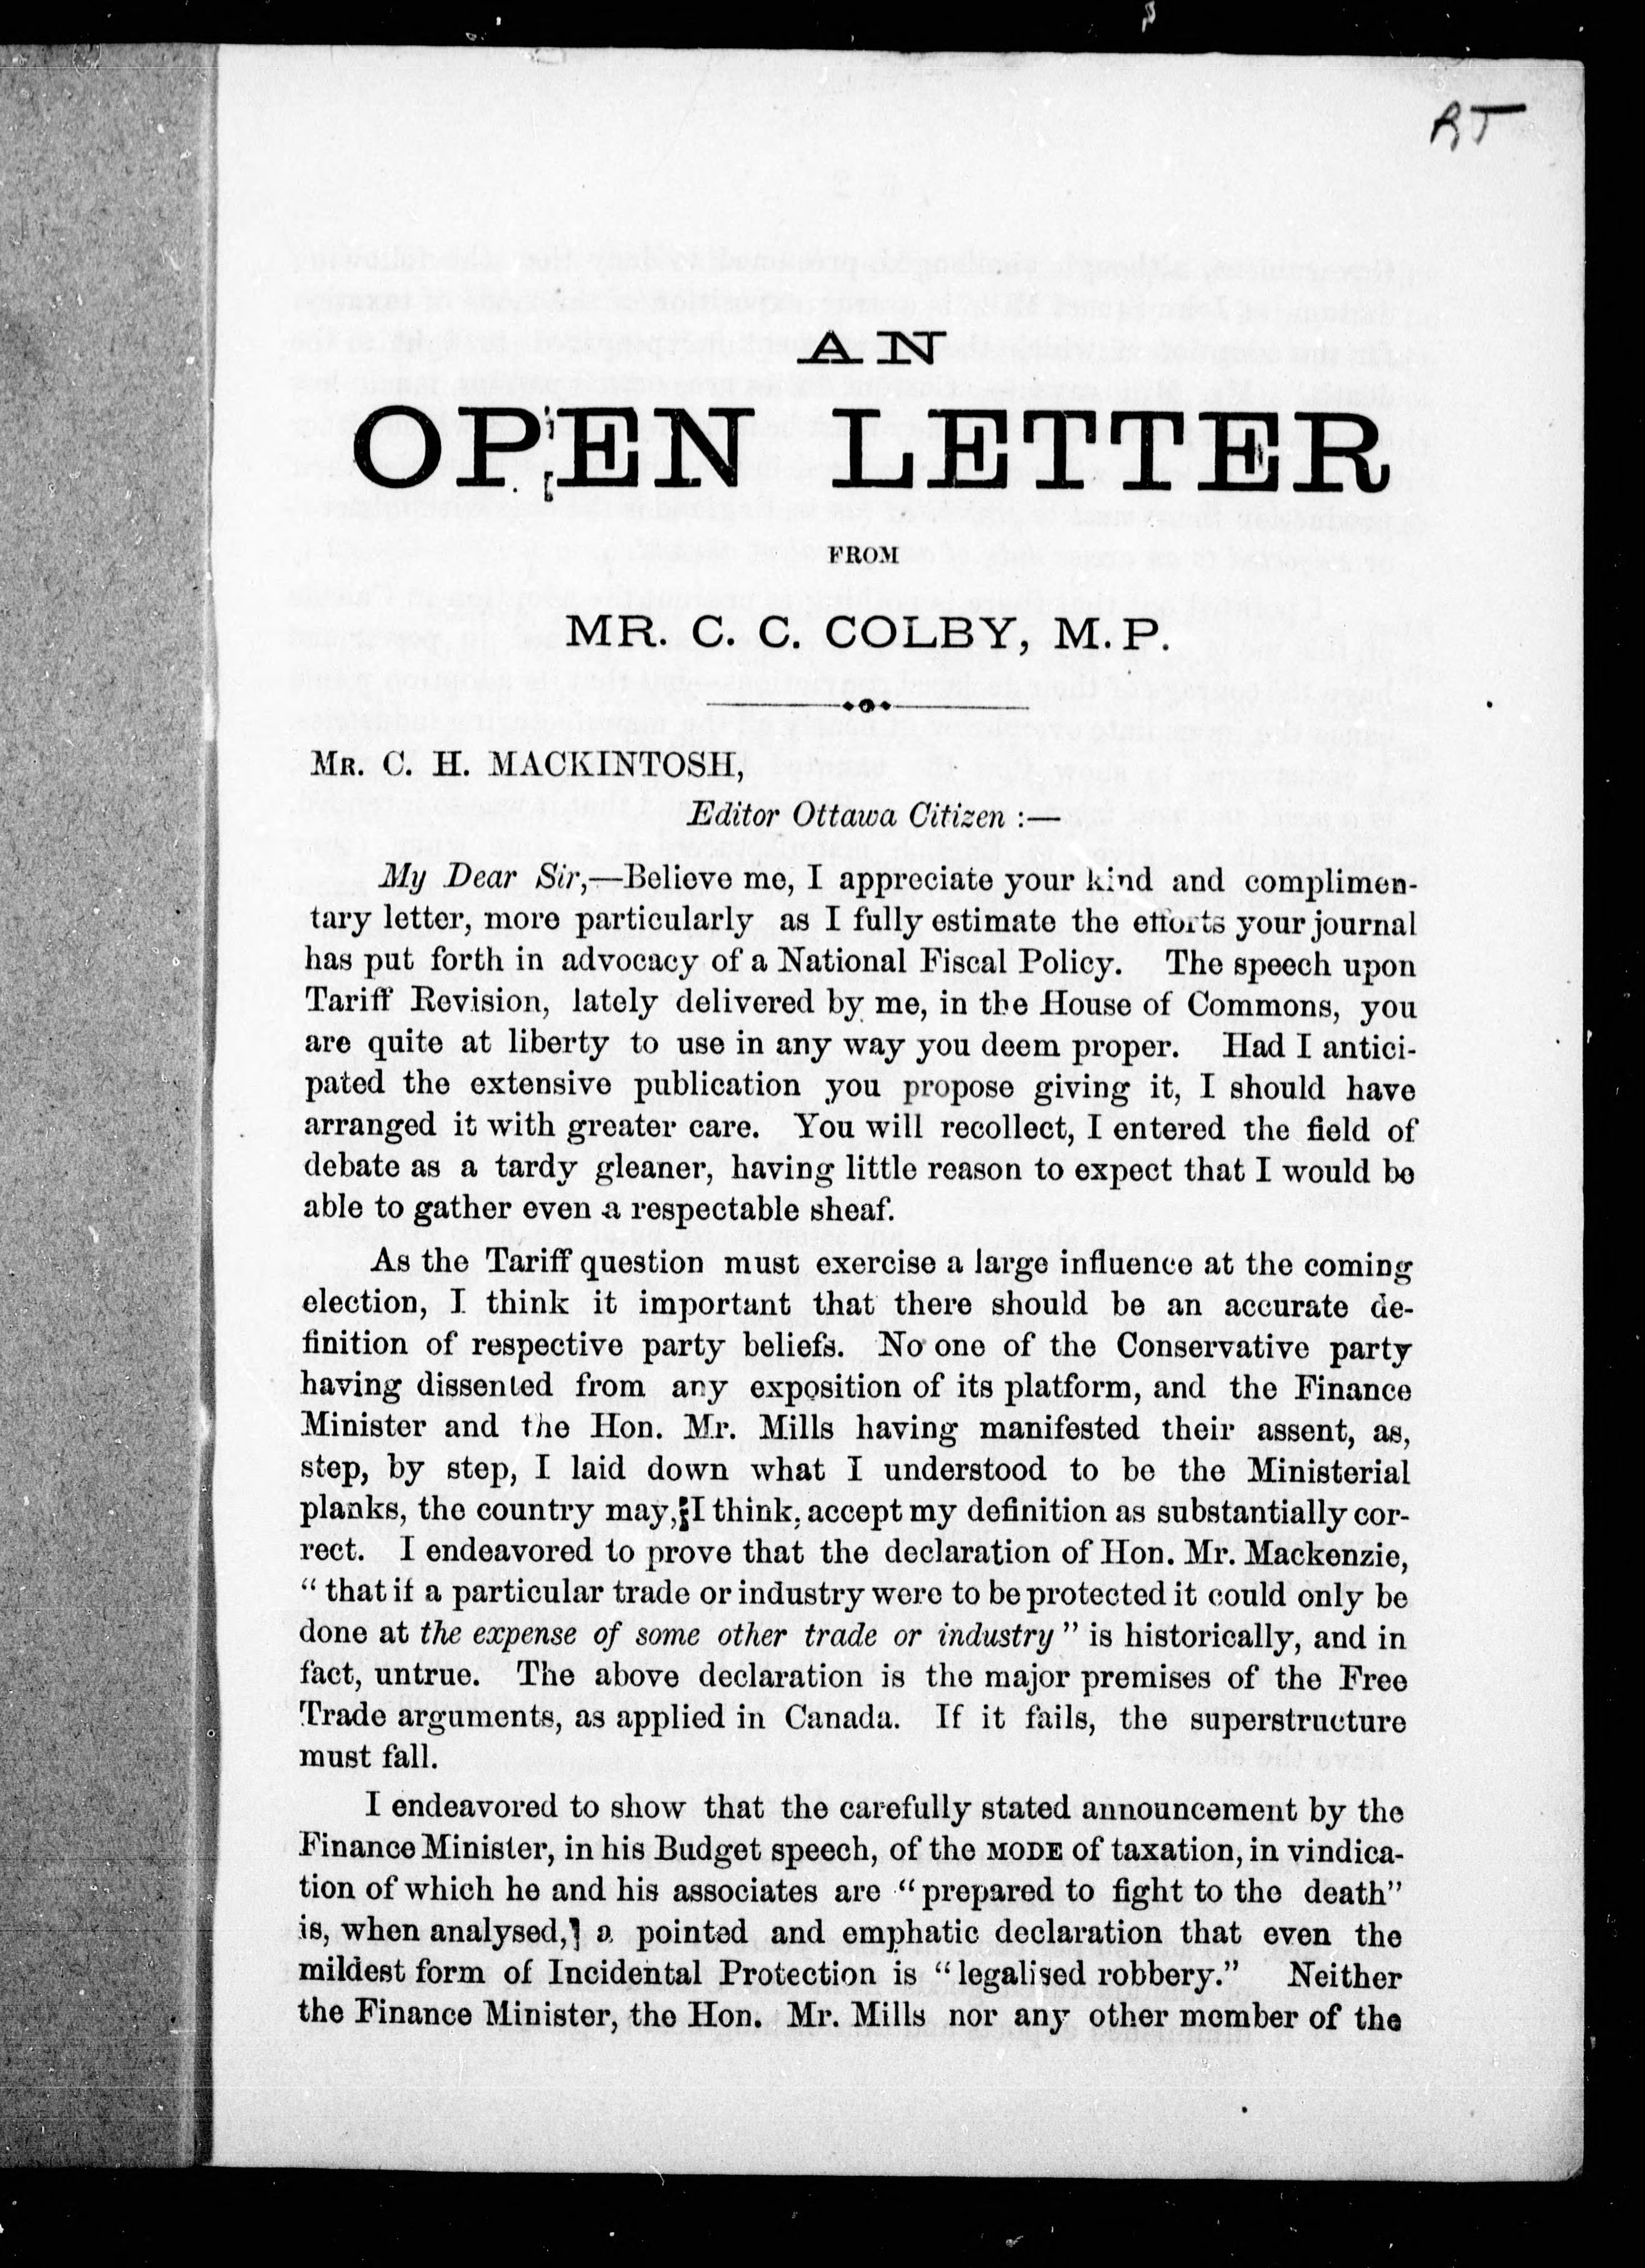 RT
AN
OPEN LETTER
FROM
MR. C. C. COLBY, M.P.
MR. C. H. MACKINTOSH,
Editor Ottawa Citizen :—
My Dear Sir,—Believe me, I appreciate your kind and complimen-
tary letter, more particularly as I fully estimate the efforts your journal
has put forth in advocacy of a National Fiscal Policy. The speech upon
Tariff Revision, lately delivered by me, in the House of Commons, you
are quite at liberty to use in any way you deem proper. Had I antici-
pated the extensive publication you propose giving it, I should have
arranged it with greater care. You will recollect, I entered the field of
debate as a tardy gleaner, having little reason to expect that I would be
able to gather even a respectable sheaf.
As the Tariff question must exercise a large influence at the coming
election, I think it important that there should be an accurate de-
finition of respective party beliefs. No one of the Conservative party
having dissented from any exposition of its platform, and the Finance
Minister and the Hon. Mr. Mills having manifested their assent, as,
step, by step, I laid down what I understood to be the Ministerial
planks, the country may, I think, accept my definition as substantially cor-
rect. I endeavored to prove that the declaration of Hon. Mr. Mackenzie,
“ that if a particular trade or industry were to be protected it could only be
done at the expense of some other trade or industry ” is historically, and in
fact, untrue. The above declaration is the major premises of the Free
Trade arguments, as applied in Canada. If it fails, the superstructure
must fall.
I endeavored to show that the carefully stated announcement by the
Finance Minister, in his Budget speech, of the MODE of taxation, in vindica-
tion of which he and his associates are “ prepared to fight to the death”
is, when analysed, a pointed and emphatic declaration that even the
mildest form of Incidental Protection is “ legalised robbery.” Neither
the Finance Minister, the Hon. Mr. Mills nor any other member of the